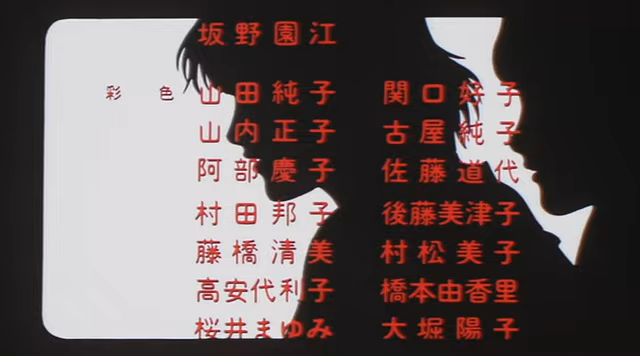 坂野園江
彩色 山田純子 関口好子
山内正子 古屋純子
阿部慶子 佐藤道代
村田邦子 後藤美津子
藤橋清美 村松美子
高安代利子 橋本由香里
桜井まゆみ 大堀陽子